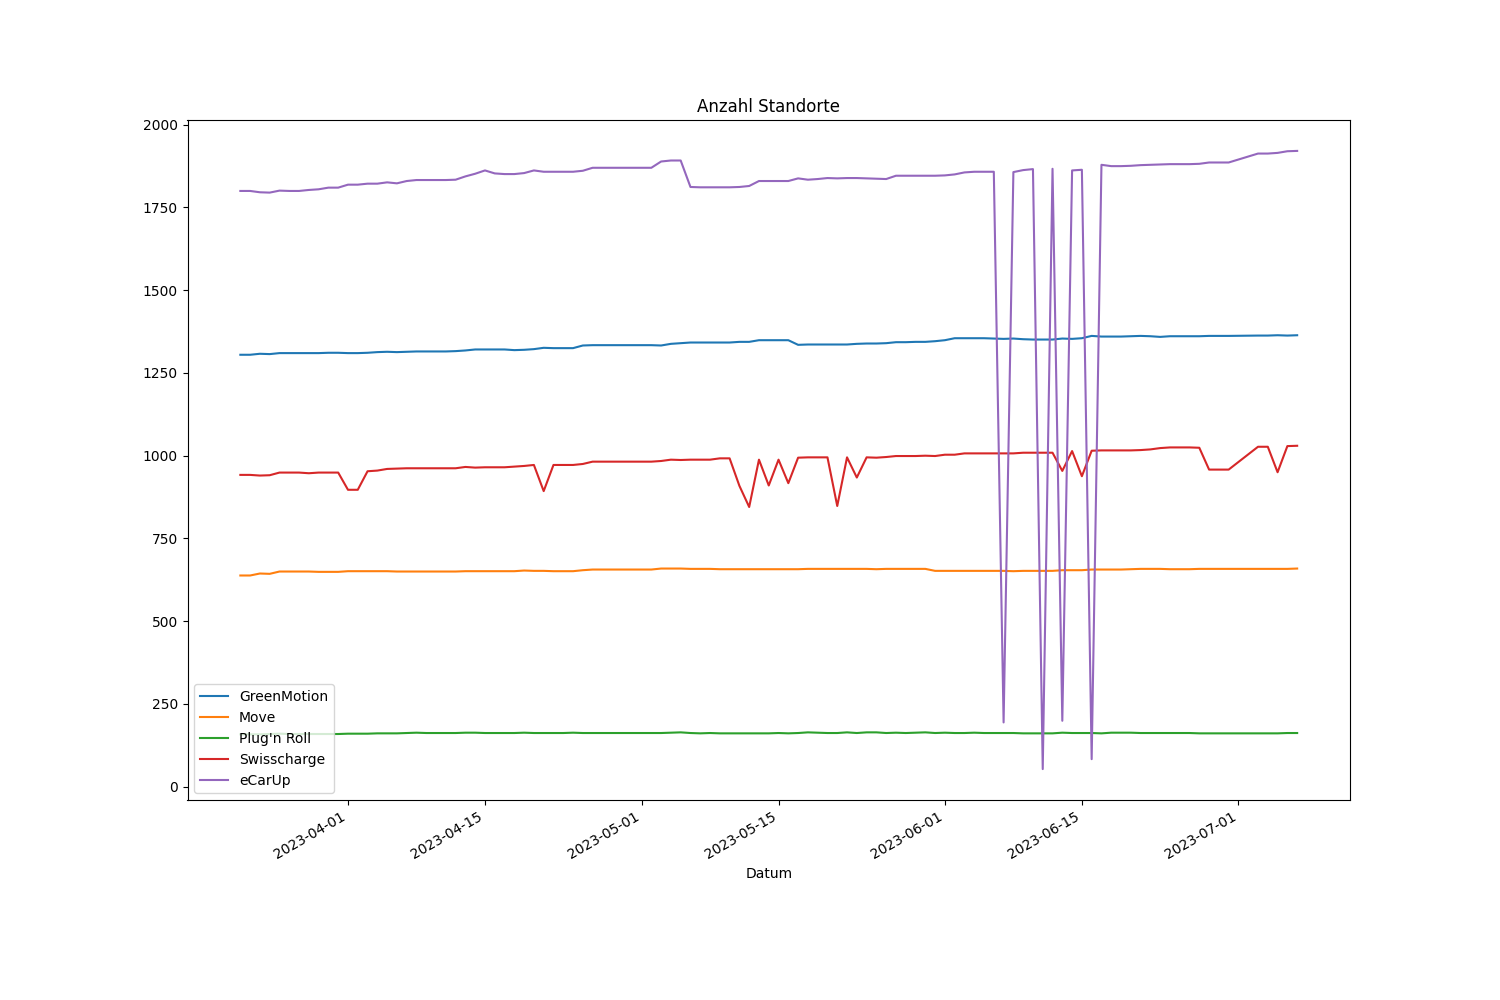 Anzahl Standorte
2000
1750
1500
1250
1000
750
500
250
0
GreenMotion
Move
Plug'n Roll
Swisscharge
eCarUp
2023-04-01
2023-04-15
2023-05-01
2023-05-15
2023-06-01
2023-06-15
2023-07-01
Datum